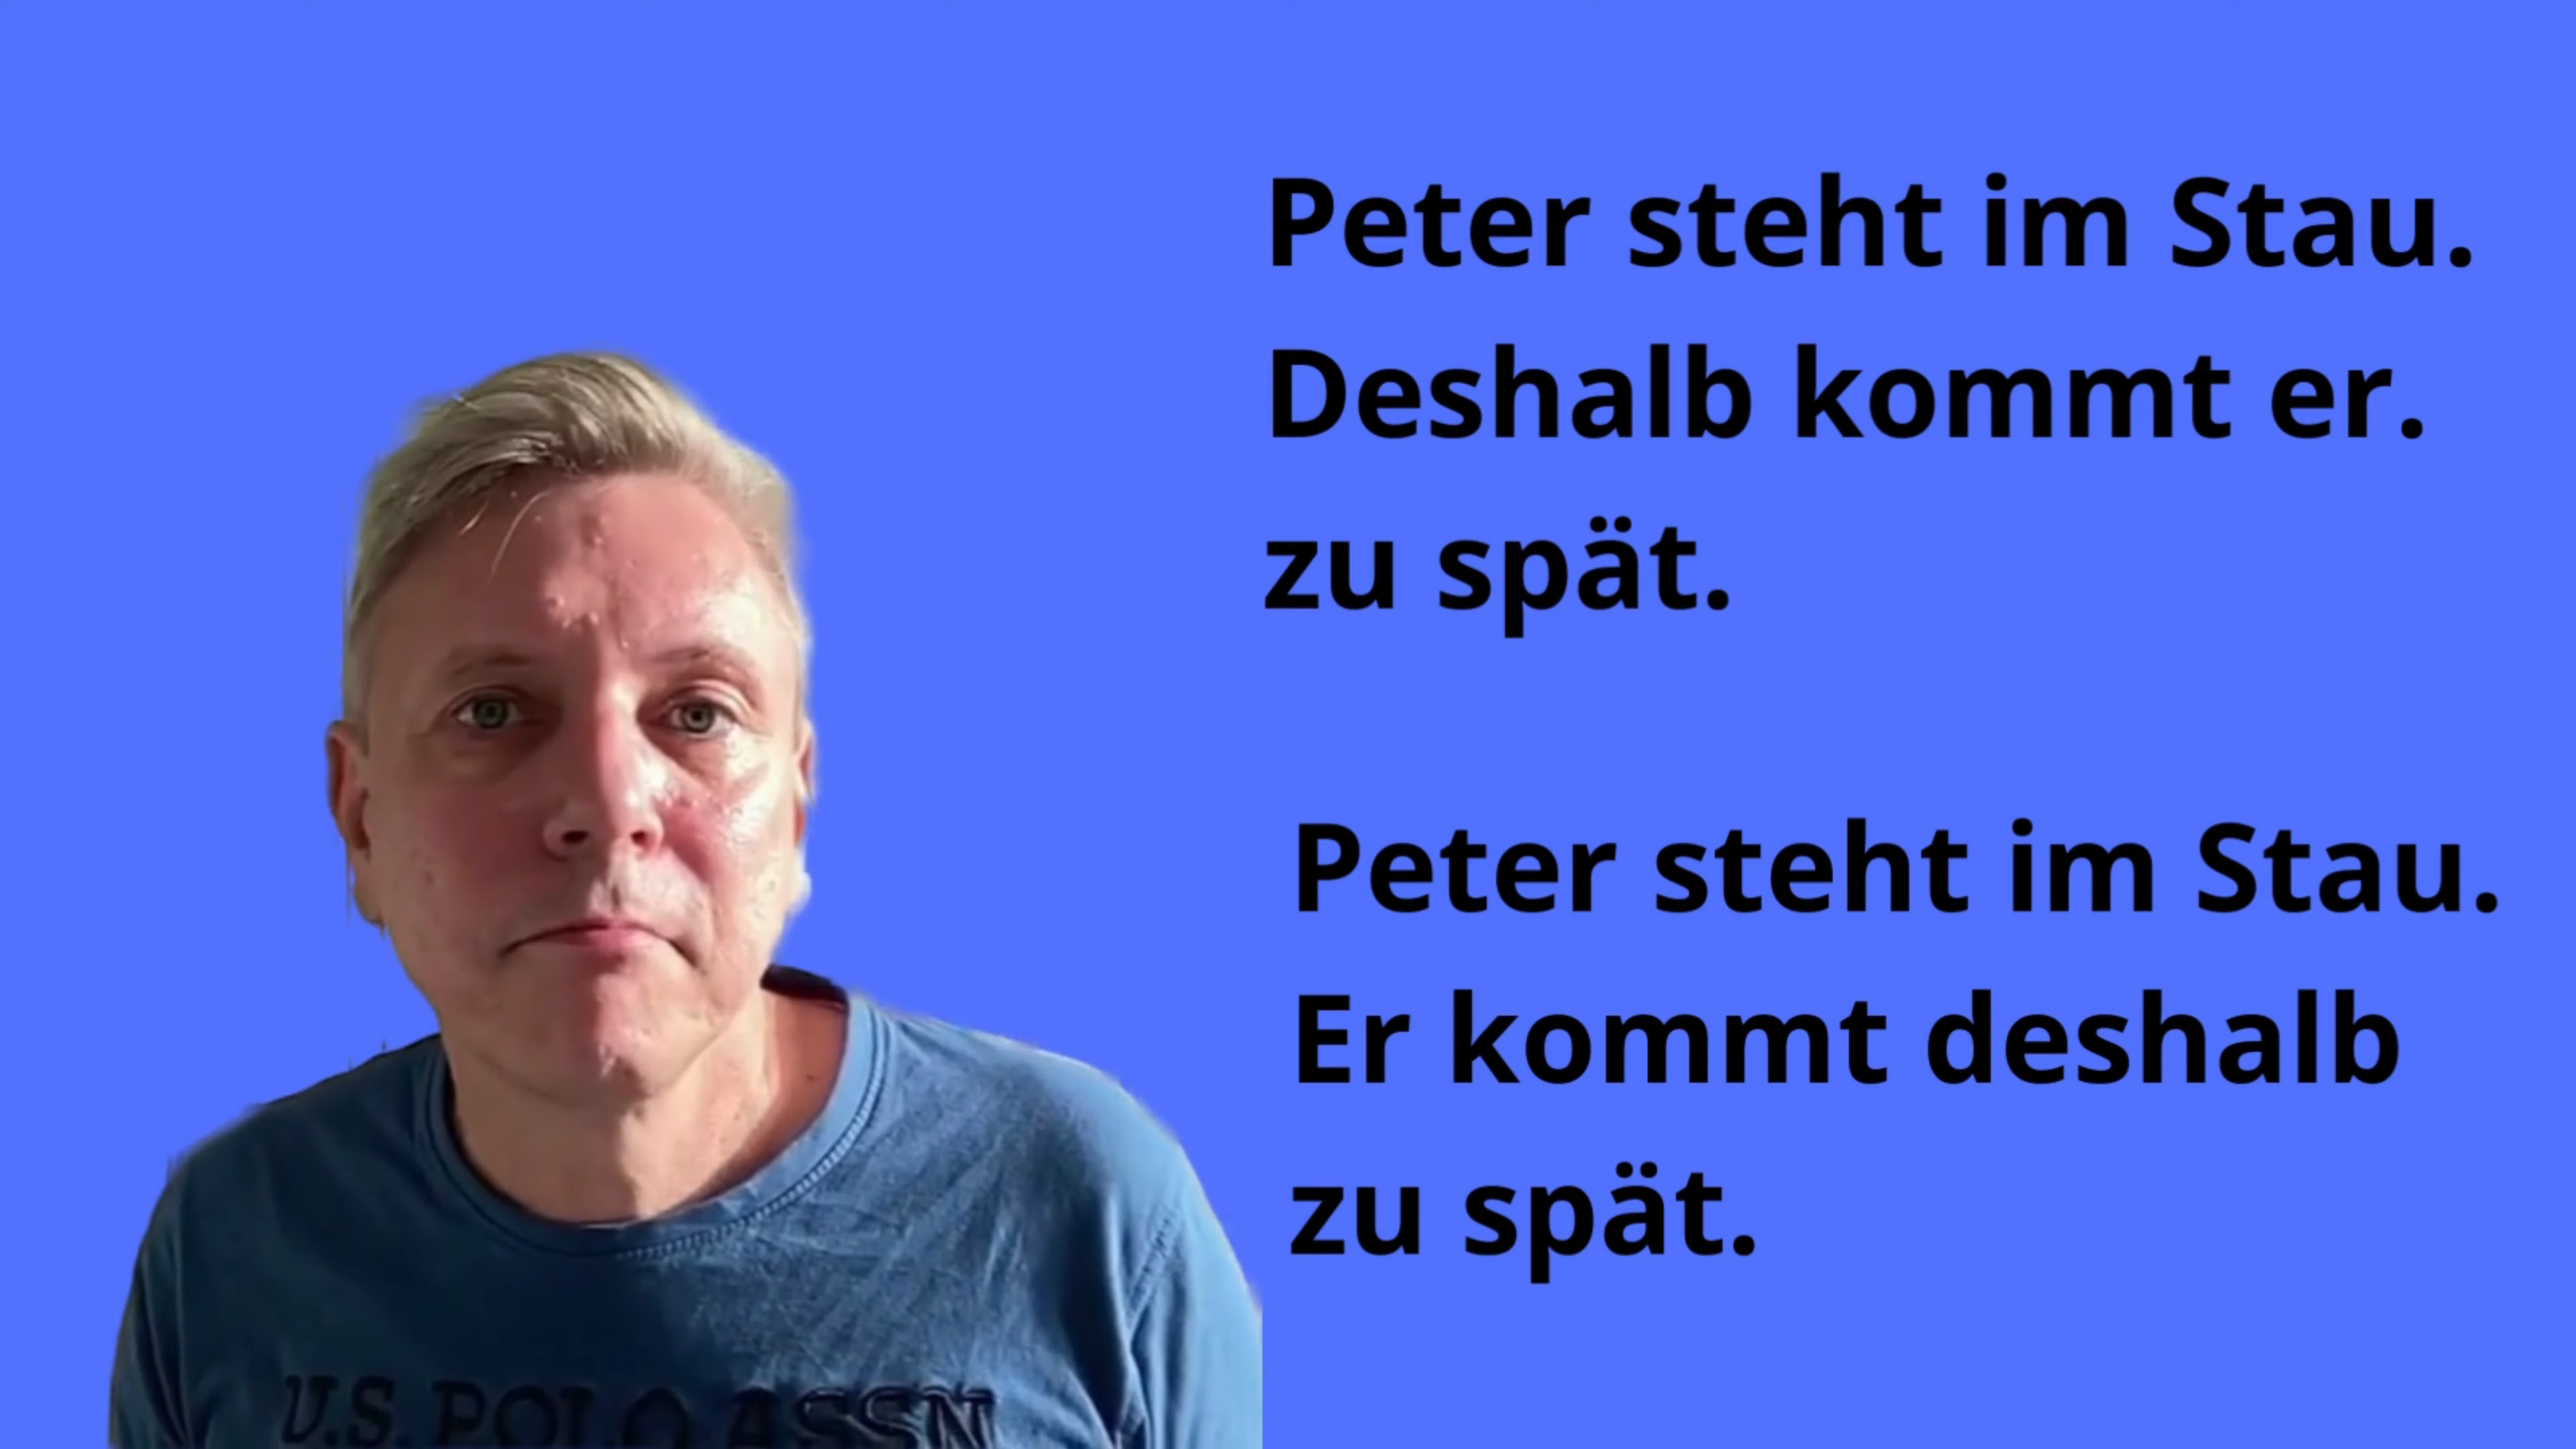 Peter steht im Stau.
Deshalb kommt er.
zu spät.
Peter steht im Stau.
Er kommt deshalb
zu spät.
U.S. POLO ASSN